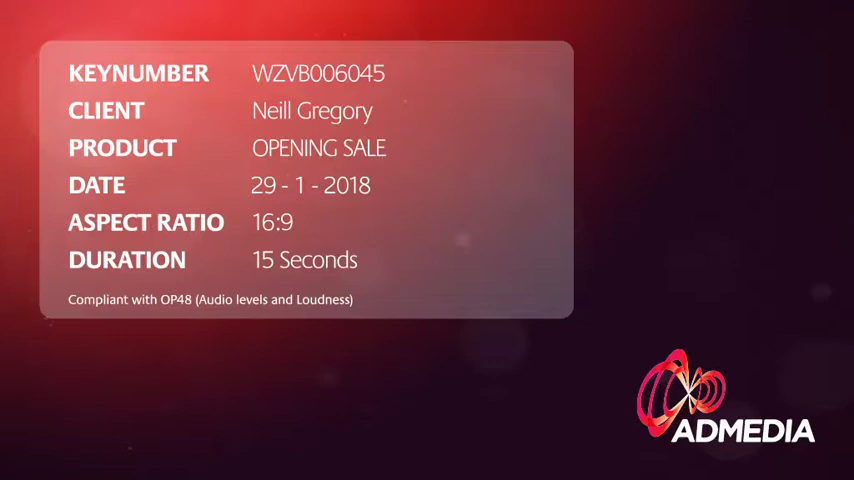 KEYNUMBER WZVB006045
CLIENT Neill Gregory
PRODUCT OPENING SALE
DATE 29 - 1 - 2018
ASPECT RATIO 16:9
DURATION 15 Seconds
Compliant with OP48 (Audio levels and Loudness)
ADMEDIA